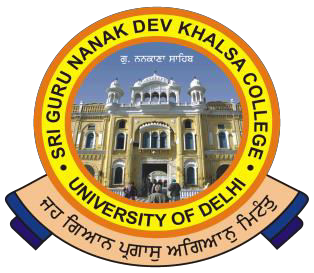 SRI GURU NANAK DEV KHALSA COLLEGE
ਗੁ. ਨਨਕਾਣਾ ਸਾਹਿਬ
• UNIVERSITY OF DELHI •
ਜਹ ਗਿਆਨ ਪ੍ਰਗਾਸੁ ਅਗਿਆਨੁ ਮਿਟੰਤੁ